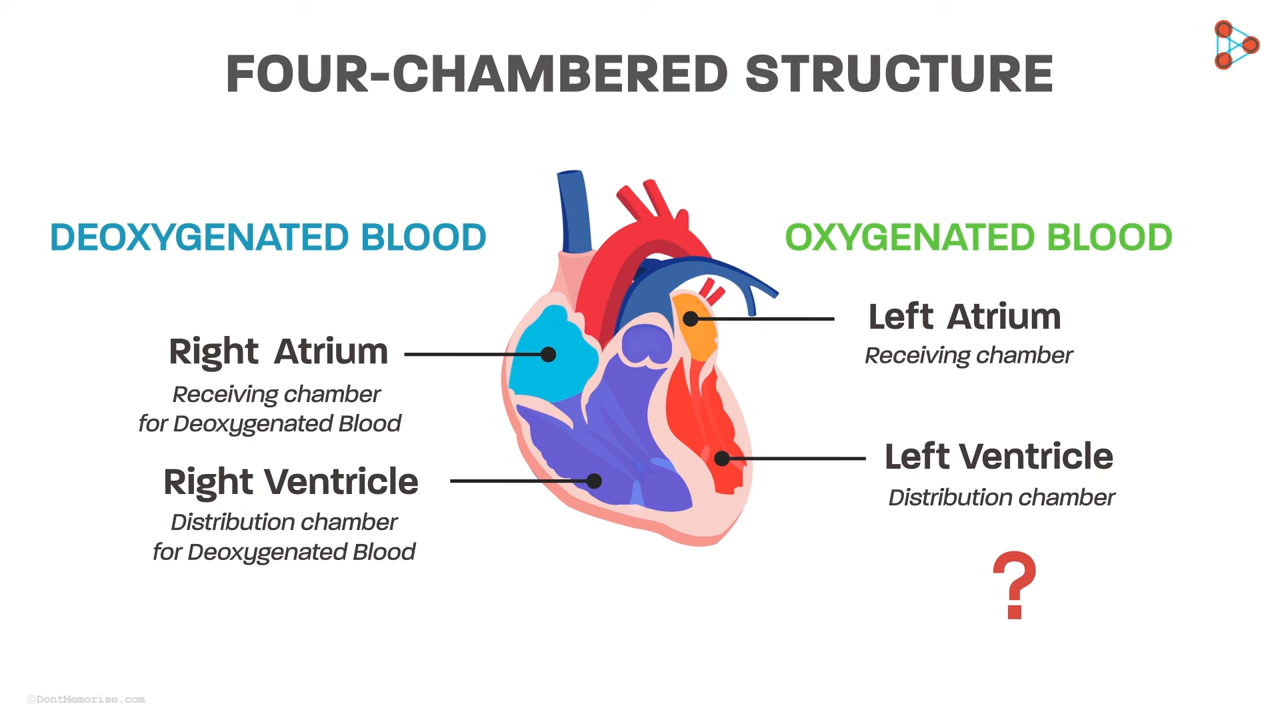 FOUR-CHAMBERED STRUCTURE
DEOXYGENATED BLOOD
Right Atrium
Receiving chamber
for Deoxygenated Blood
Right Ventricle
Distribution chamber
for Deoxygenated Blood
OXYGENATED BLOOD
Left Atrium
Receiving chamber
Left Ventricle
Distribution chamber
?
©DontMemorise.com